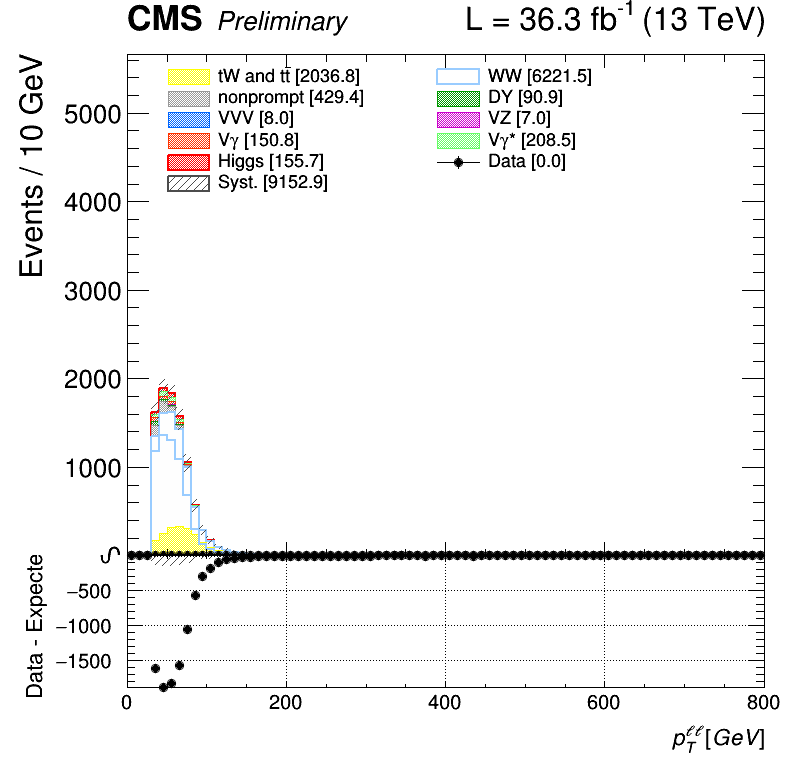 CMS Preliminary L = 36.3 fb⁻¹ (13 TeV)
Events / 10 GeV
tW and tt̄ [2036.8]
nonprompt [429.4]
VVV [8.0]
Vγ [150.8]
Higgs [155.7]
Syst. [9152.9]
WW [6221.5]
DY [90.9]
VZ [7.0]
Vγ* [208.5]
Data [0.0]
5000
4000
3000
2000
1000
0
Data - Expecte
−500
−1000
−1500
0 200 400 600 800
p_T^ℓℓ [GeV]